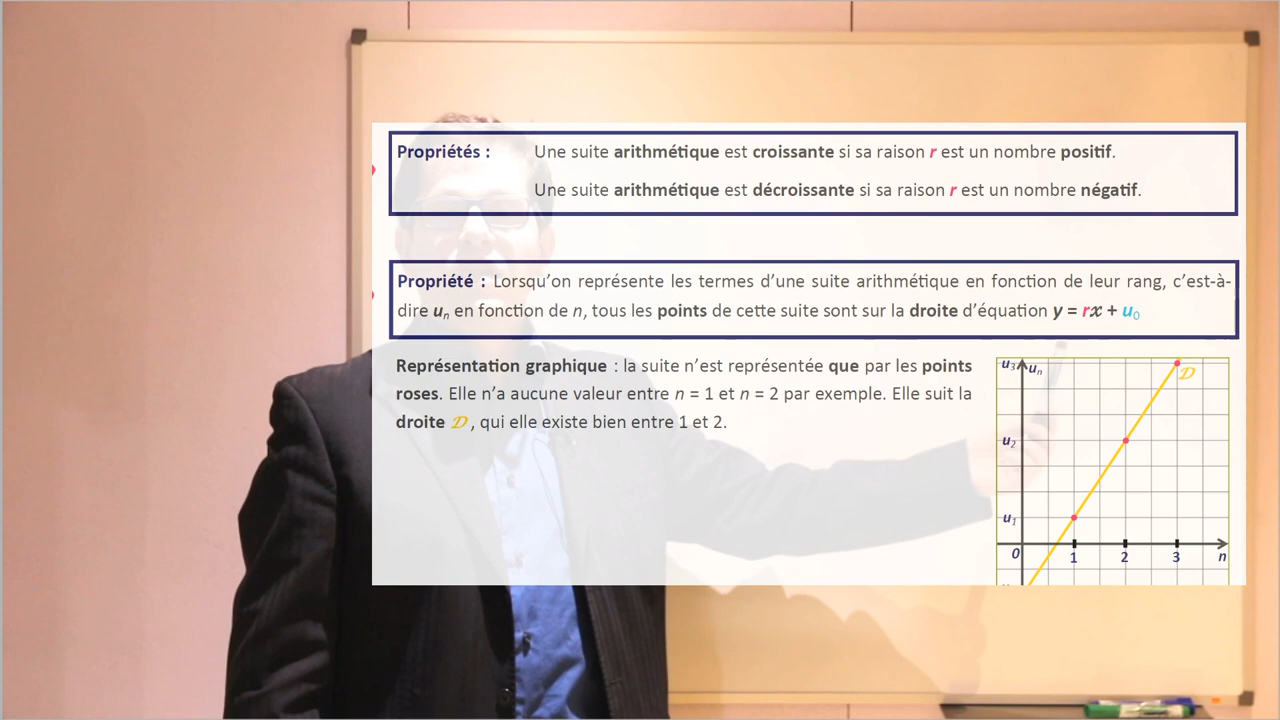 Propriétés : Une suite arithmétique est croissante si sa raison r est un nombre positif.
Une suite arithmétique est décroissante si sa raison r est un nombre négatif.
Propriété : Lorsqu'on représente les termes d'une suite arithmétique en fonction de leur rang, c'est-à-
dire uₙ en fonction de n, tous les points de cette suite sont sur la droite d'équation y = rx + u₀
Représentation graphique : la suite n'est représentée que par les points
roses. Elle n'a aucune valeur entre n = 1 et n = 2 par exemple. Elle suit la
droite 𝒟, qui elle existe bien entre 1 et 2.
u₃ uₙ
𝒟
u₂
u₁
0 1 2 3 n